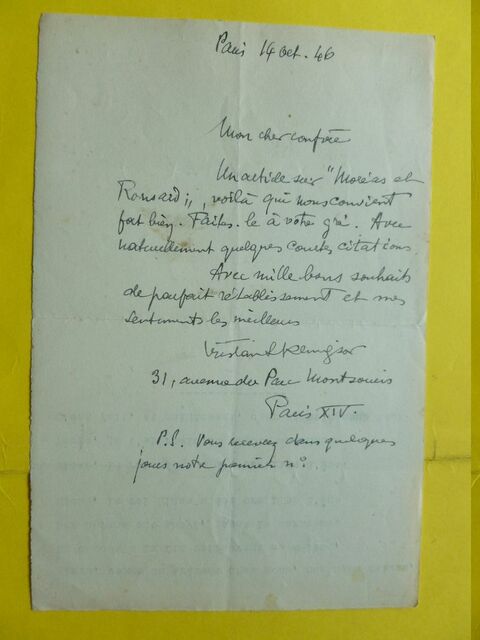 Paris 14 Oct. 46
Mon cher confrère
Un article sur "Moréas et
Ronsard", voilà qui nous convient
fort bien. Faites-le à votre gré. Avec
naturellement quelques courtes citations
Avec mille bons souhaits
de parfait rétablissement et mes
sentiments les meilleurs
Tristan Klingsor
31, avenue du Parc Montsouris
Paris XIV.
P.S. Vous recevrez dans quelques
jours notre premier n°.